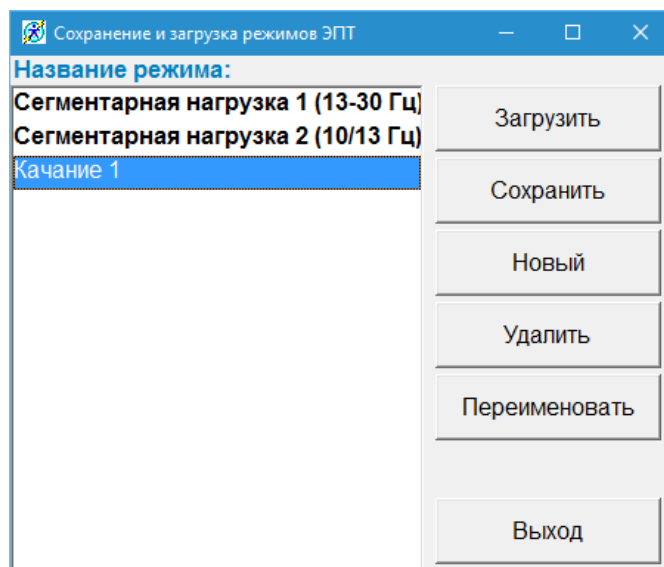 Сохранение и загрузка режимов ЭПТ
Название режима:
Сегментарная нагрузка 1 (13-30 Гц)
Сегментарная нагрузка 2 (10/13 Гц)
Качание 1
Загрузить
Сохранить
Новый
Удалить
Переименовать
Выход